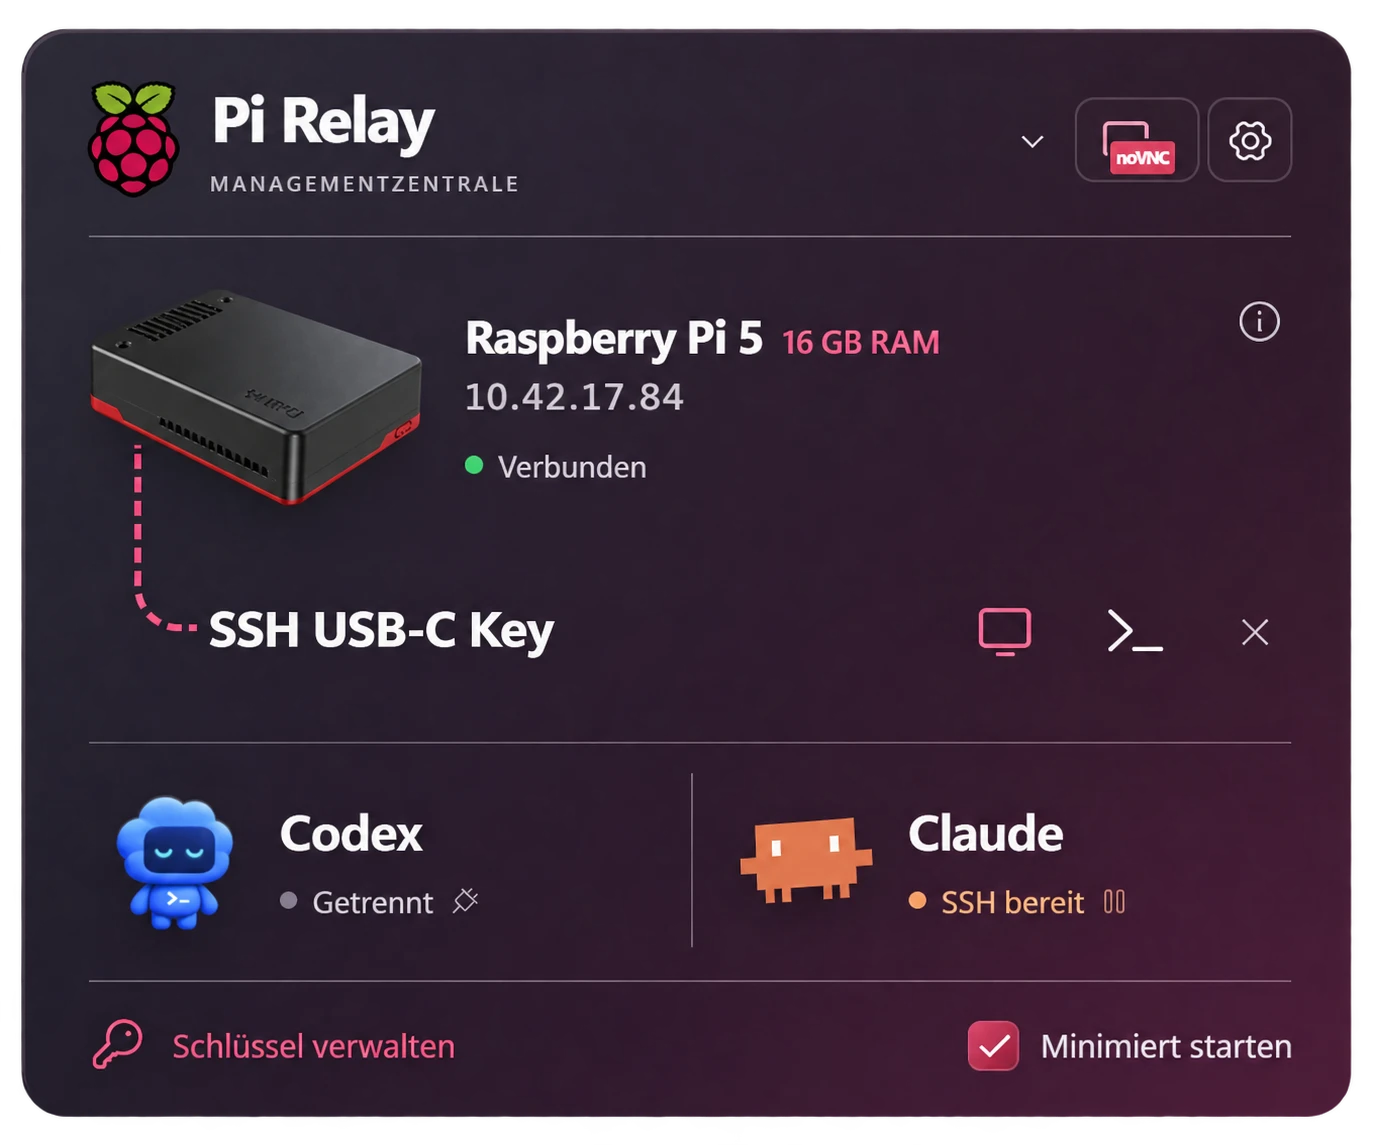 Pi Relay
MANAGEMENTZENTRALE
noVNC
Raspberry Pi 5 16 GB RAM
10.42.17.84
Verbunden
SSH USB-C Key
Codex
Getrennt
Claude
SSH bereit
Schlüssel verwalten
Minimiert starten